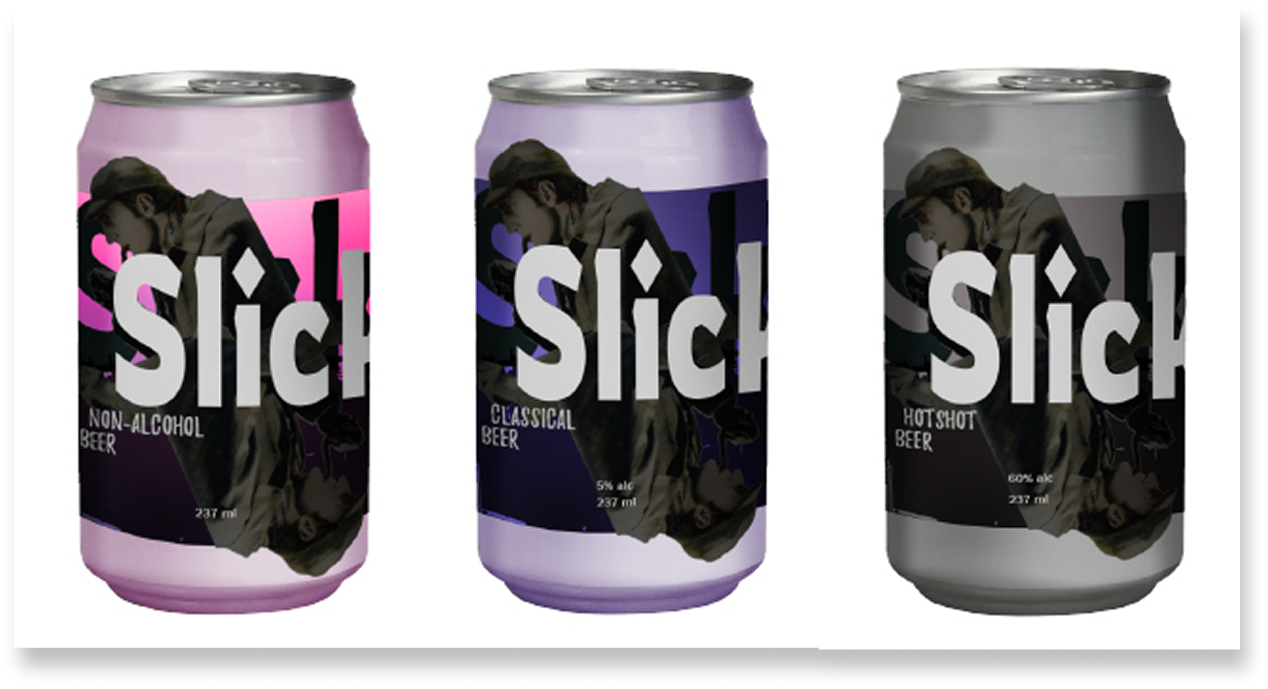 Slick
NON-ALCOHOL
BEER
237 ml
Slick
CLASSICAL
BEER
5% alc
237 ml
Slick
HOTSHOT
BEER
60% alc
237 ml